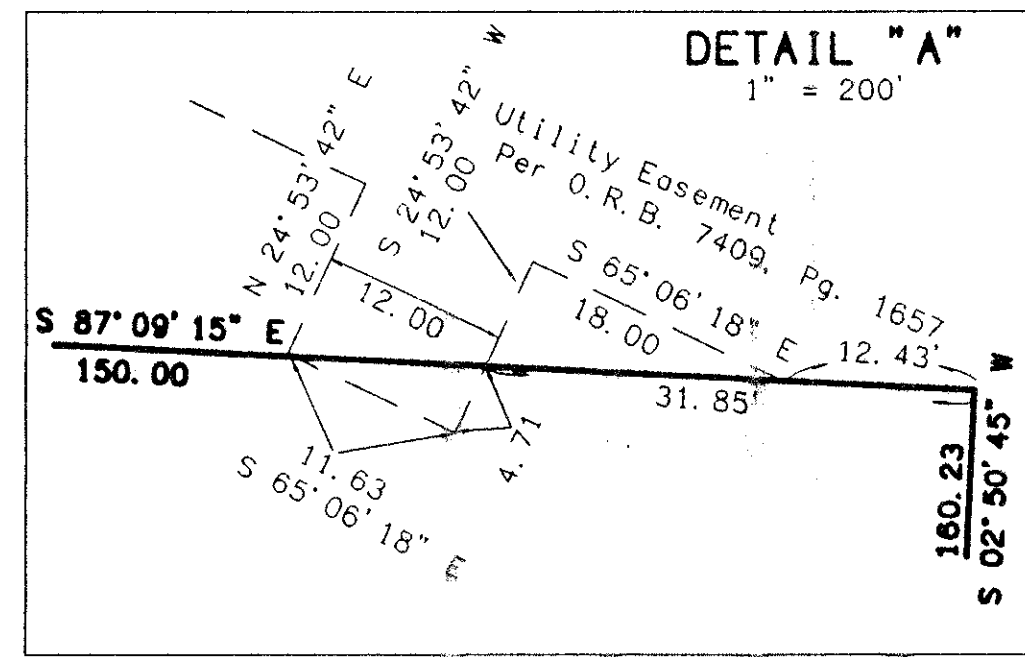 DETAIL "A"
1" = 200'
N 24° 53' 42" E
12.00
S 24° 53' 42" W
12.00
Utility Easement
Per O.R.B. 7409, Pg. 1657
S 65° 06' 18" E
18.00
12.00
S 87° 09' 15" E
150.00
12.43'
31.85'
4.71
11.63
S 65° 06' 18" E
160.23
S 02° 50' 45" W